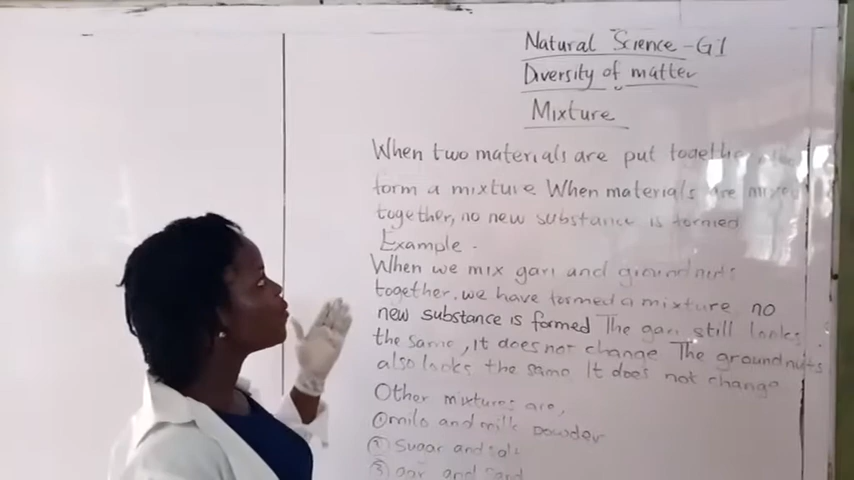 Natural Science - G1
Diversity of matter
Mixture
When two materials are put together
form a mixture When materials are mixed
together, no new substance is formed
Example -
When we mix gari and groundnuts
together. we have formed a mixture no
new substance is formed The gari still looks
the same, it does not change The groundnuts
also looks the same It does not change
Other mixtures are,
① milo and milk powder
② Sugar and salt
③ and sand